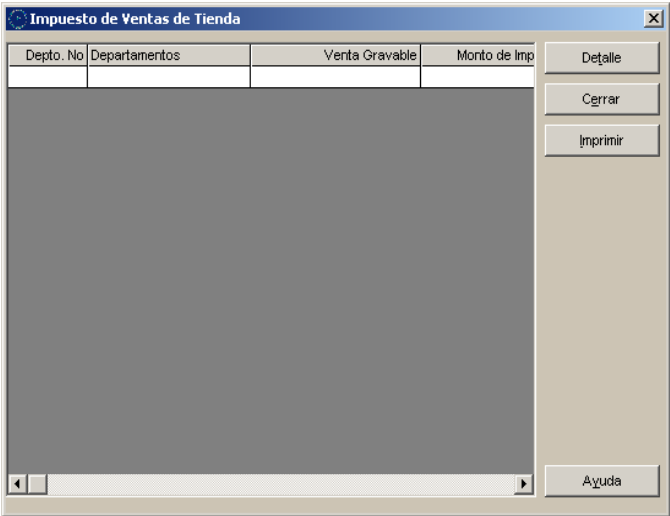 Impuesto de Ventas de Tienda
Depto. No Departamentos Venta Gravable Monto de Imp
Detalle
Cerrar
Imprimir
Ayuda